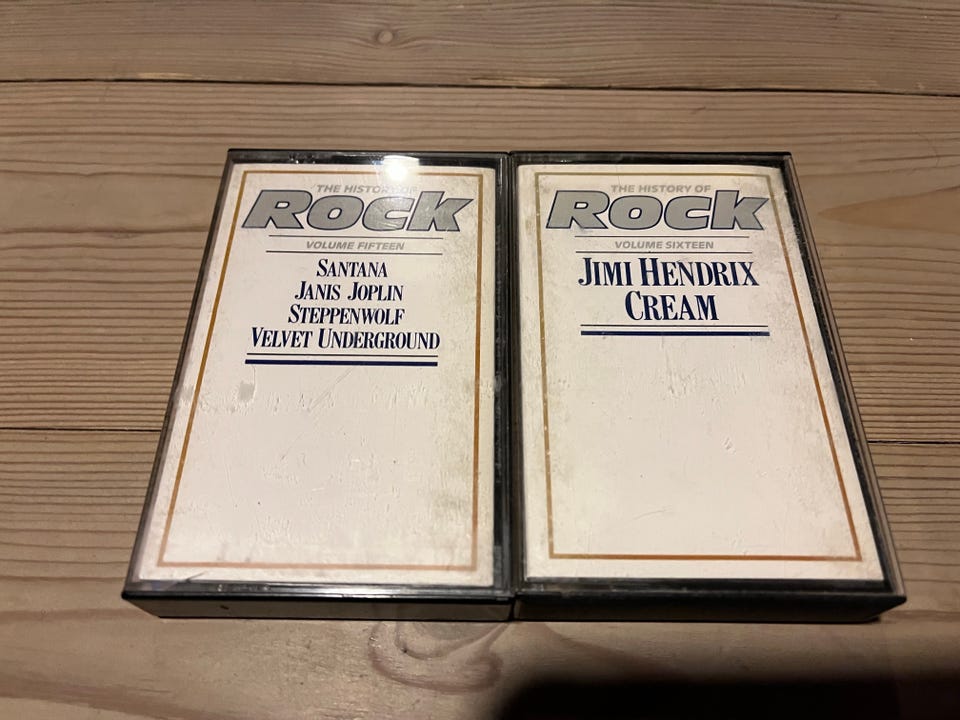 THE HISTORY OF
Rock
VOLUME FIFTEEN
SANTANA
JANIS JOPLIN
STEPPENWOLF
VELVET UNDERGROUND
THE HISTORY OF
Rock
VOLUME SIXTEEN
JIMI HENDRIX
CREAM